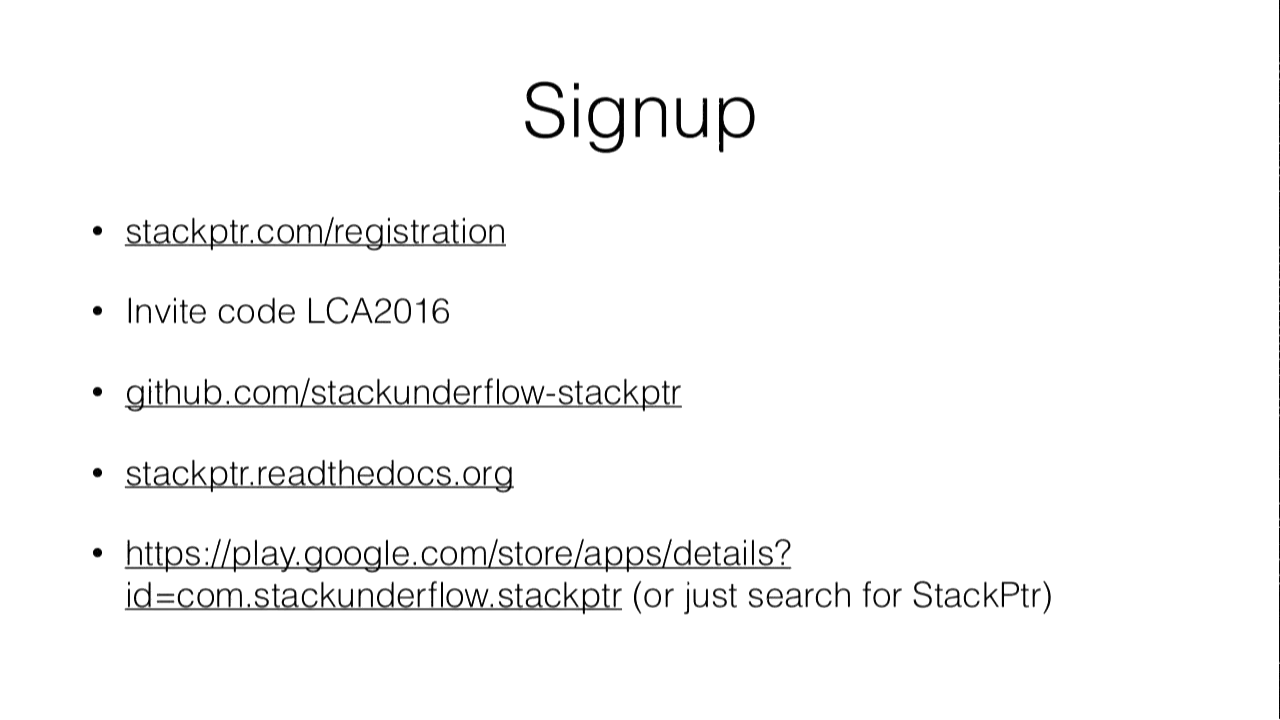 Signup
• stackptr.com/registration
• Invite code LCA2016
• github.com/stackunderflow-stackptr
• stackptr.readthedocs.org
• https://play.google.com/store/apps/details?
id=com.stackunderflow.stackptr (or just search for StackPtr)